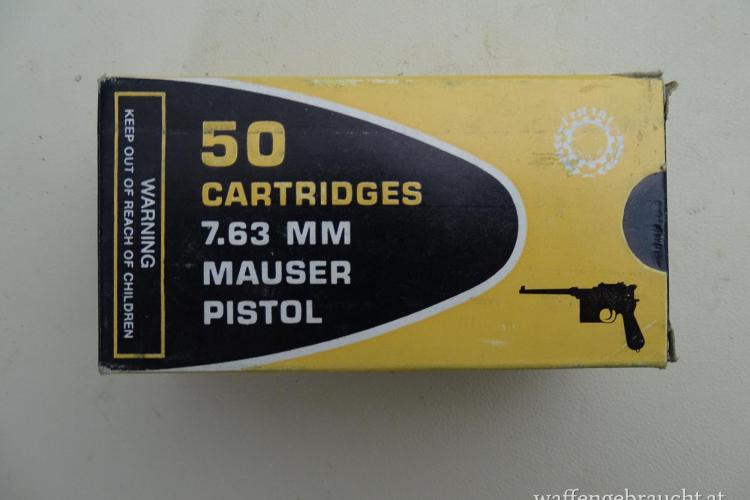 WARNING
KEEP OUT OF REACH OF CHILDREN
50
CARTRIDGES
7.63 MM
MAUSER
PISTOL
waffengebraucht.at